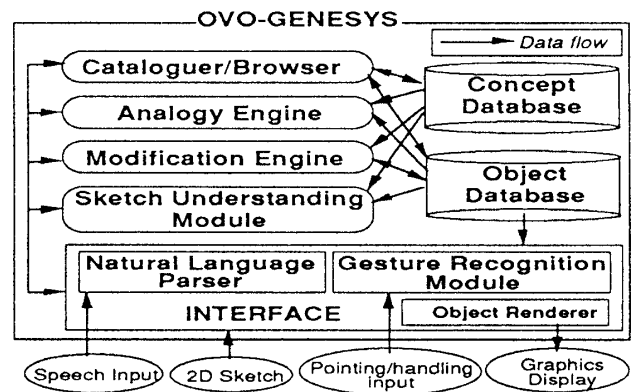 OVO-GENESYS
Data flow
Cataloguer/Browser
Analogy Engine
Modification Engine
Sketch Understanding
Module
Concept
Database
Object
Database
Natural Language
Parser
Gesture Recognition
Module
INTERFACE
Object Renderer
Speech Input
2D Sketch
Pointing/handling
input
Graphics
Display